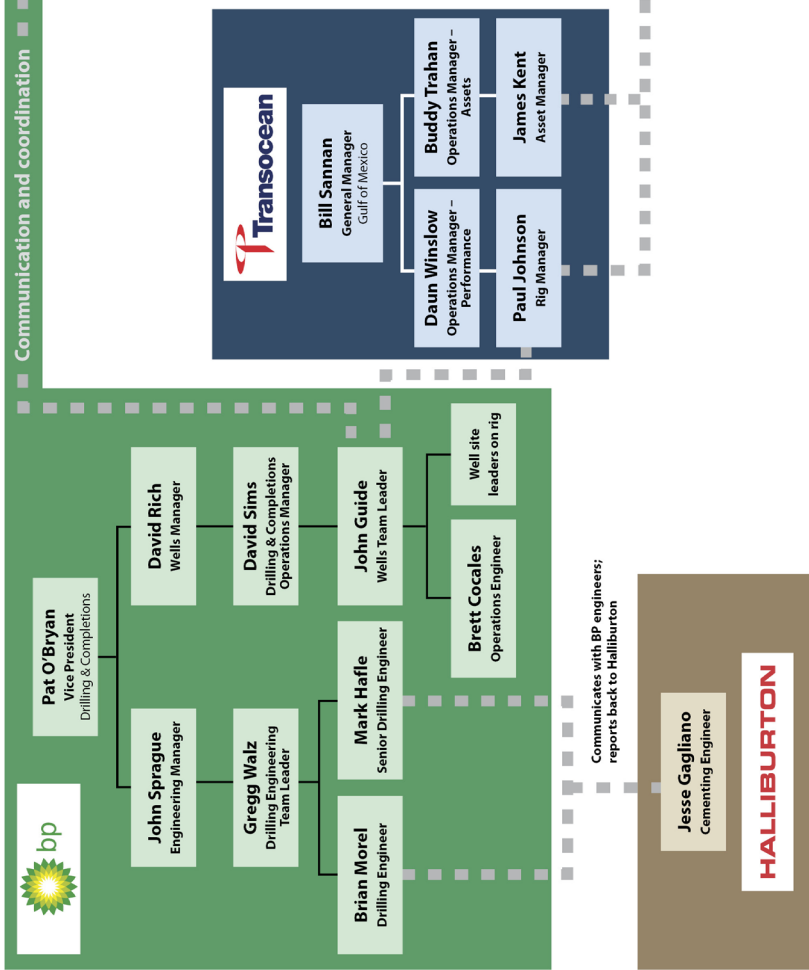 bp
Pat O’Bryan
Vice President
Drilling & Completions
John Sprague
Engineering Manager
David Rich
Wells Manager
Gregg Walz
Drilling Engineering
Team Leader
David Sims
Drilling & Completions
Operations Manager
Brian Morel
Drilling Engineer
Mark Hafle
Senior Drilling Engineer
John Guide
Wells Team Leader
Brett Cocales
Operations Engineer
Well site
leaders on rig
Communication and coordination
Transocean
Bill Sannan
General Manager
Gulf of Mexico
Daun Winslow
Operations Manager –
Performance
Buddy Trahan
Operations Manager –
Assets
Paul Johnson
Rig Manager
James Kent
Asset Manager
Communicates with BP engineers;
reports back to Halliburton
Jesse Gagliano
Cementing Engineer
HALLIBURTON